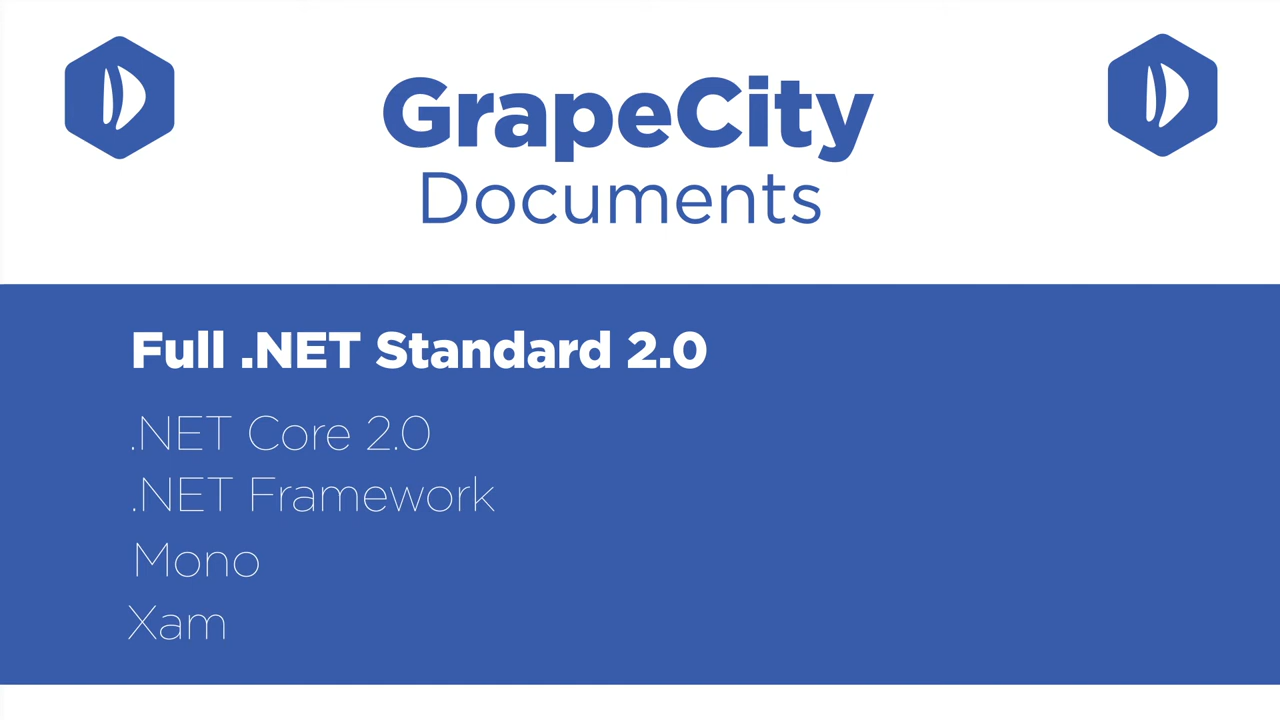 GrapeCity
Documents
Full .NET Standard 2.0
.NET Core 2.0
.NET Framework
Mono
Xam